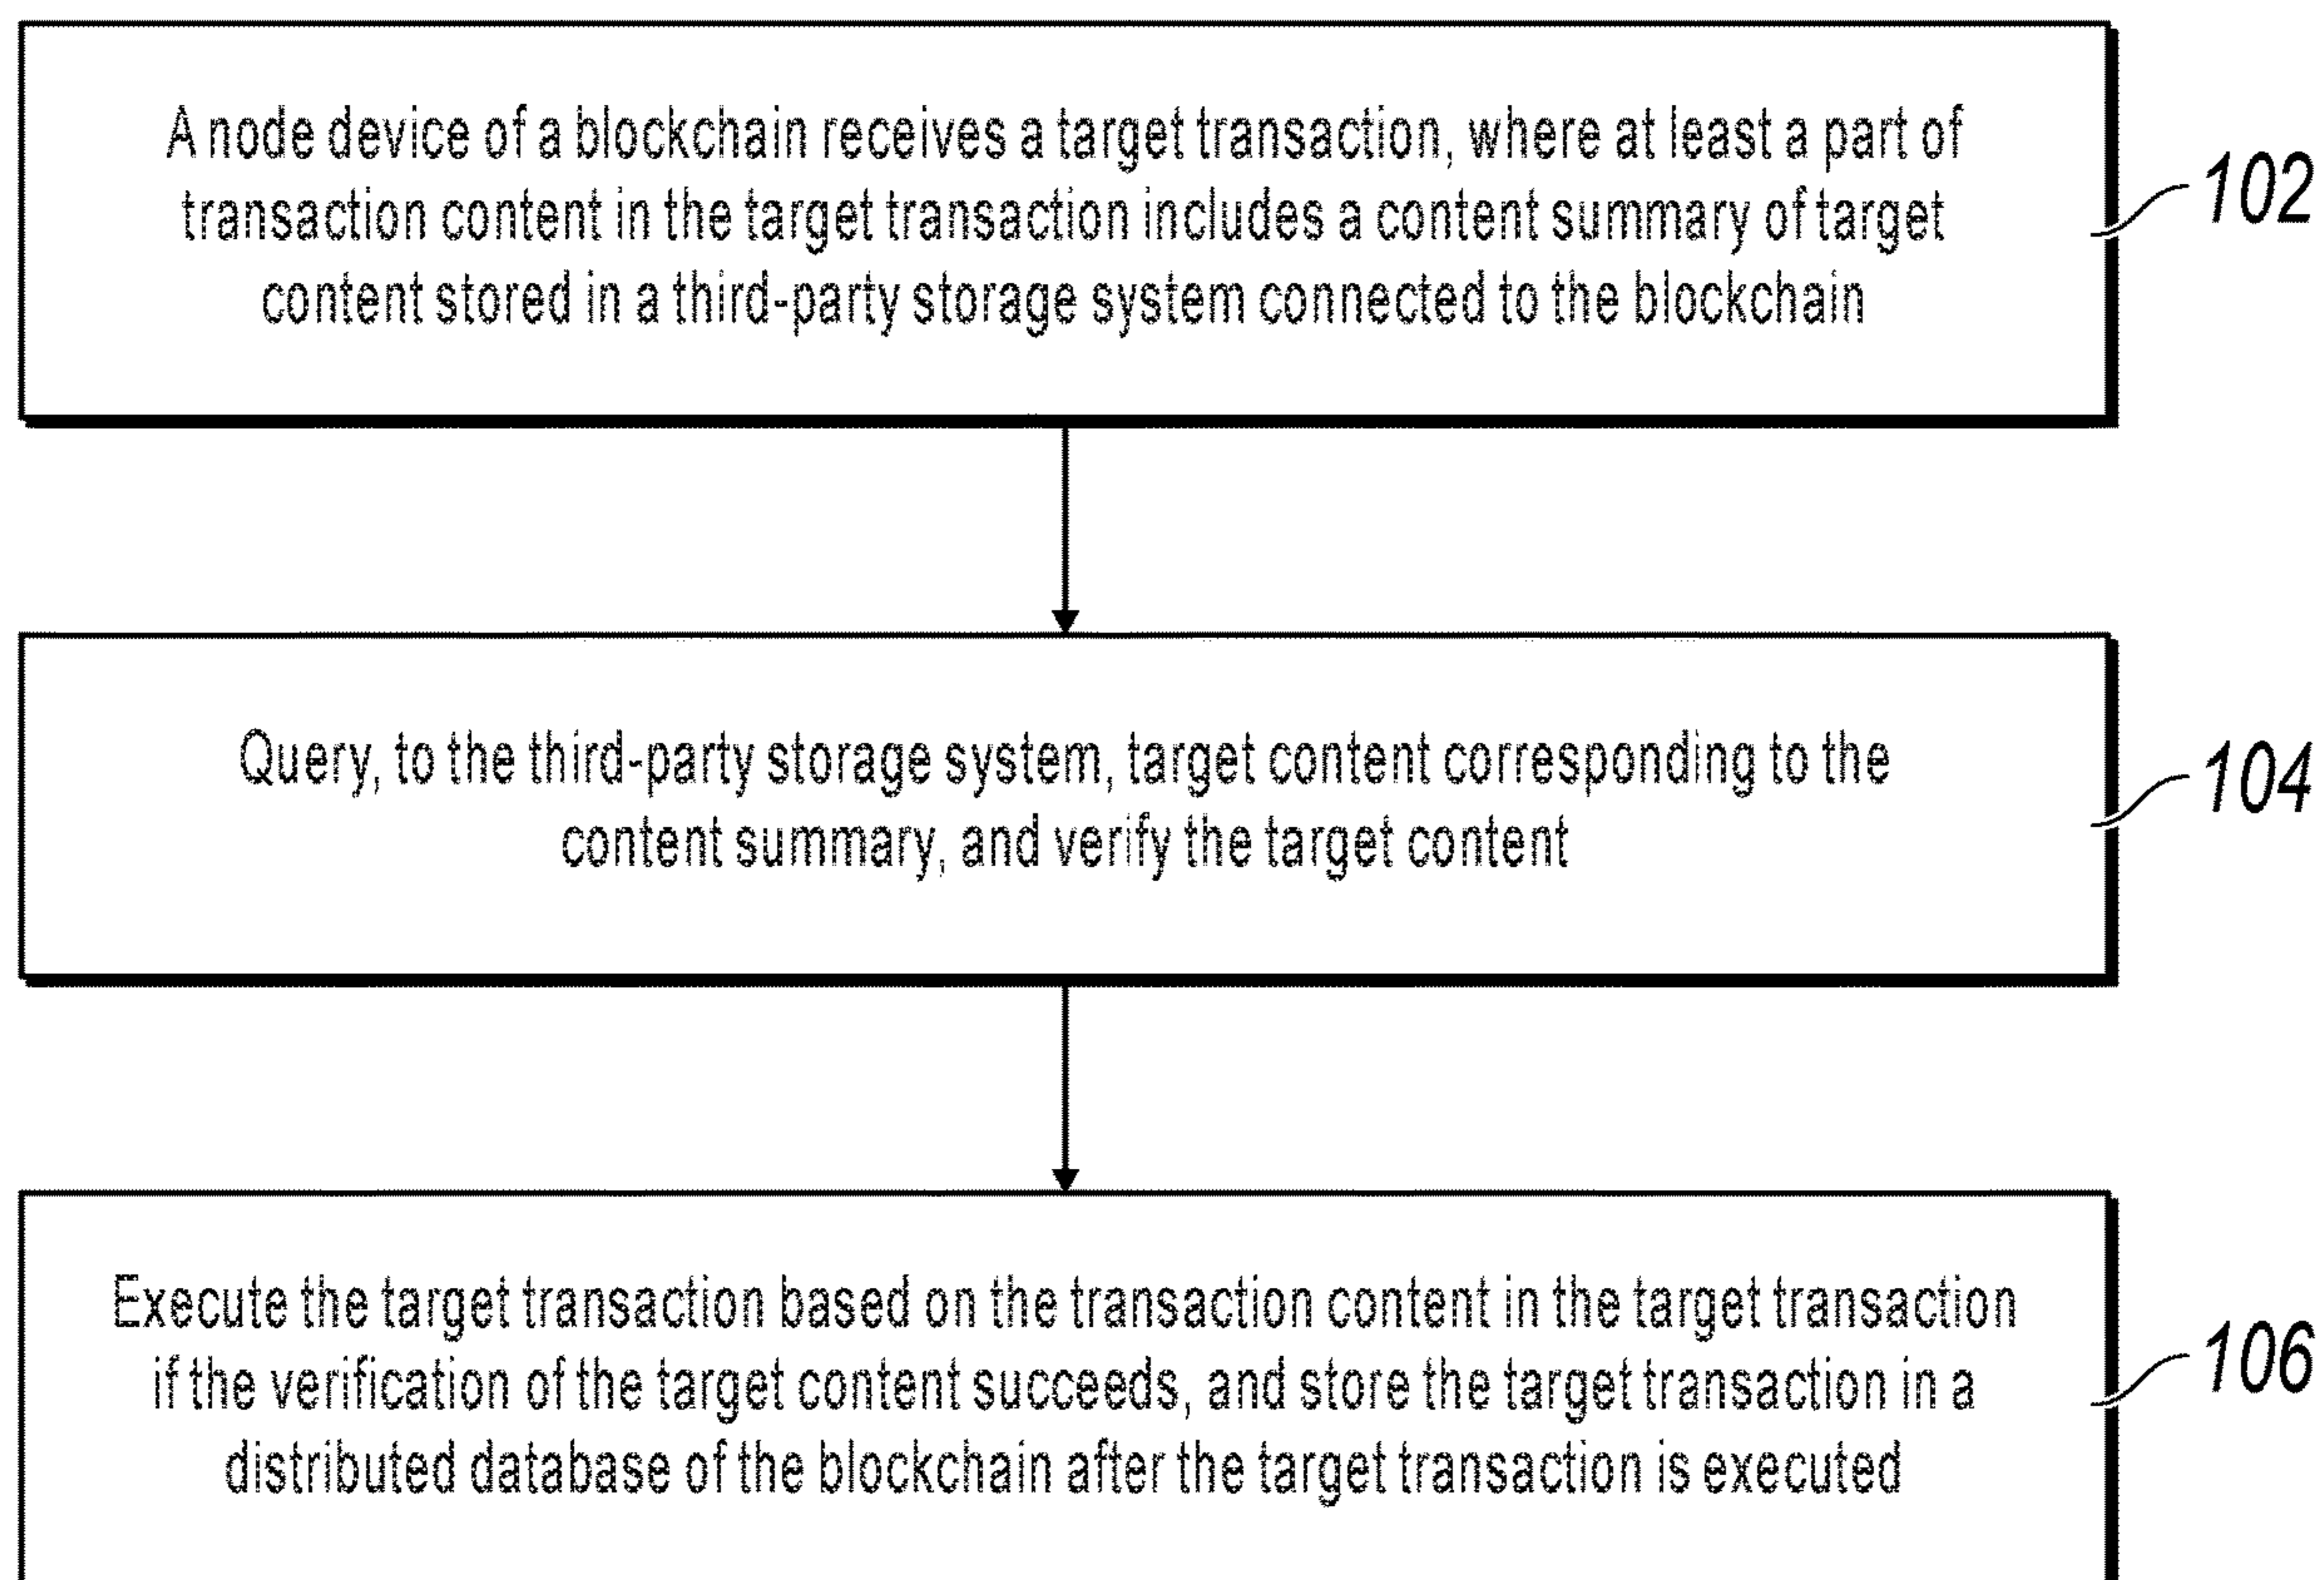 A node device of a blockchain receives a target transaction, where at least a part of
transaction content in the target transaction includes a content summary of target
content stored in a third-party storage system connected to the blockchain
102
Query, to the third-party storage system, target content corresponding to the
content summary, and verify the target content
104
Execute the target transaction based on the transaction content in the target transaction
if the verification of the target content succeeds, and store the target transaction in a
distributed database of the blockchain after the target transaction is executed
106